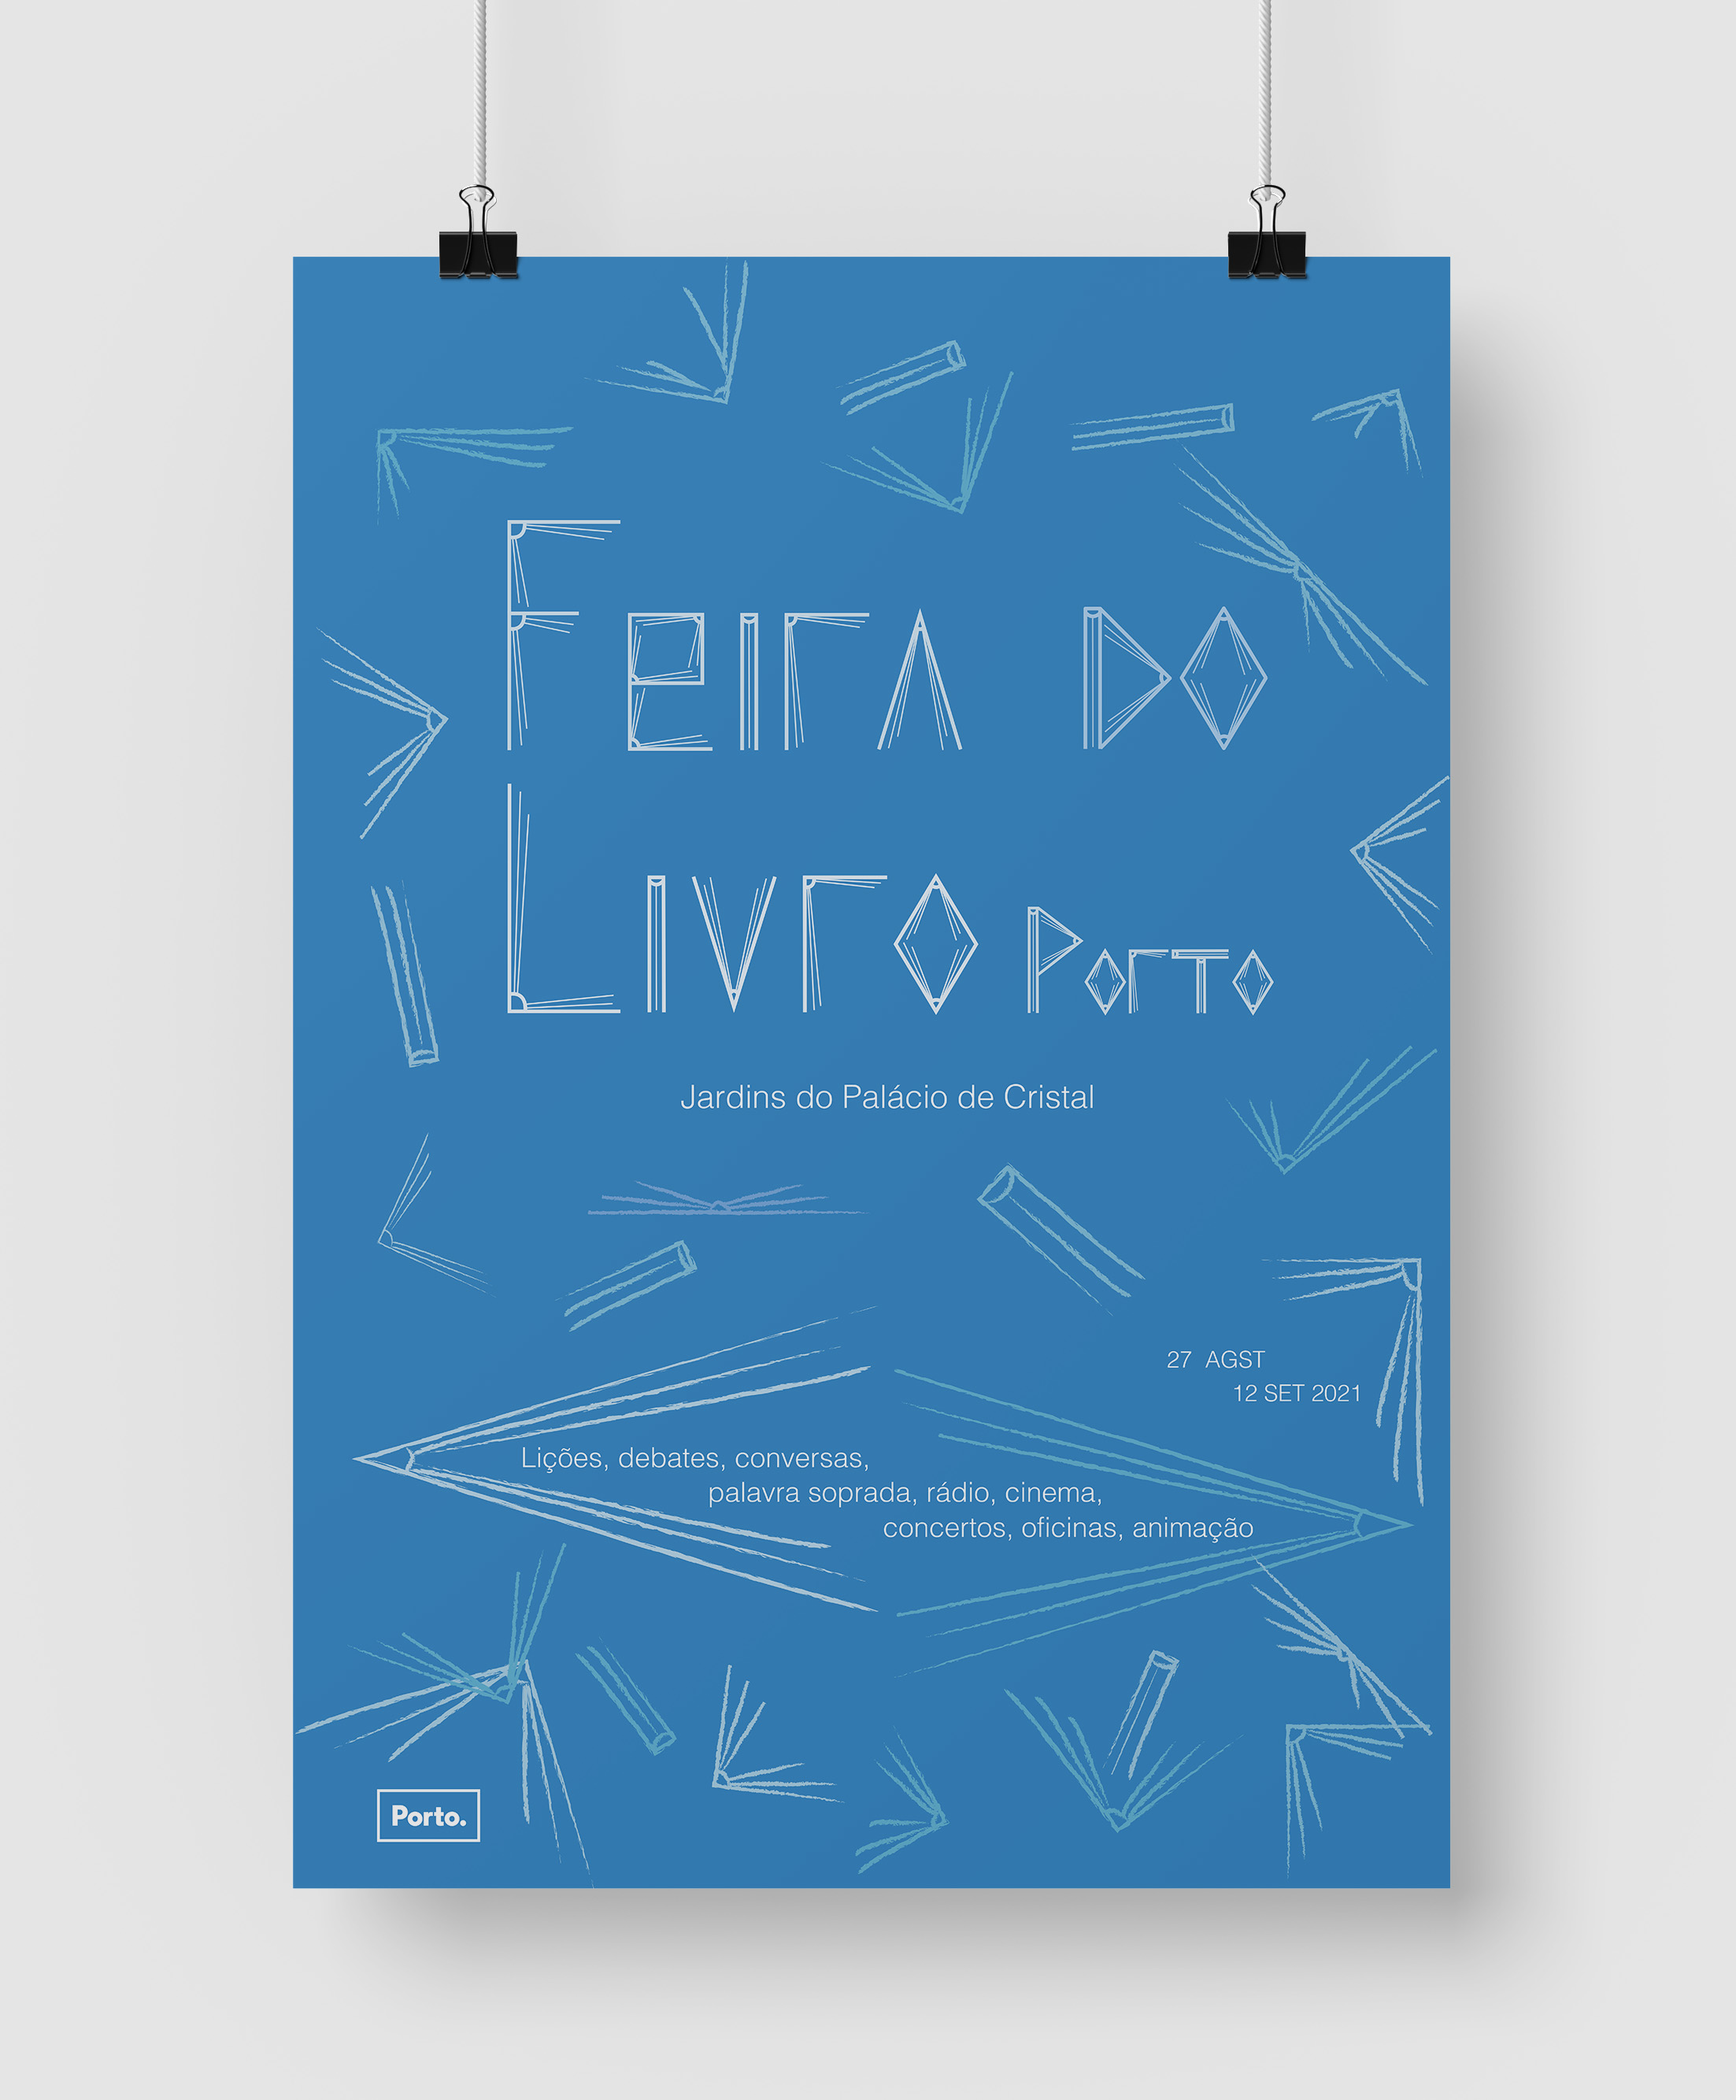 Feira do
Livro Porto
Jardins do Palácio de Cristal
27 AGST
12 SET 2021
Lições, debates, conversas,
palavra soprada, rádio, cinema,
concertos, oficinas, animação
Porto.